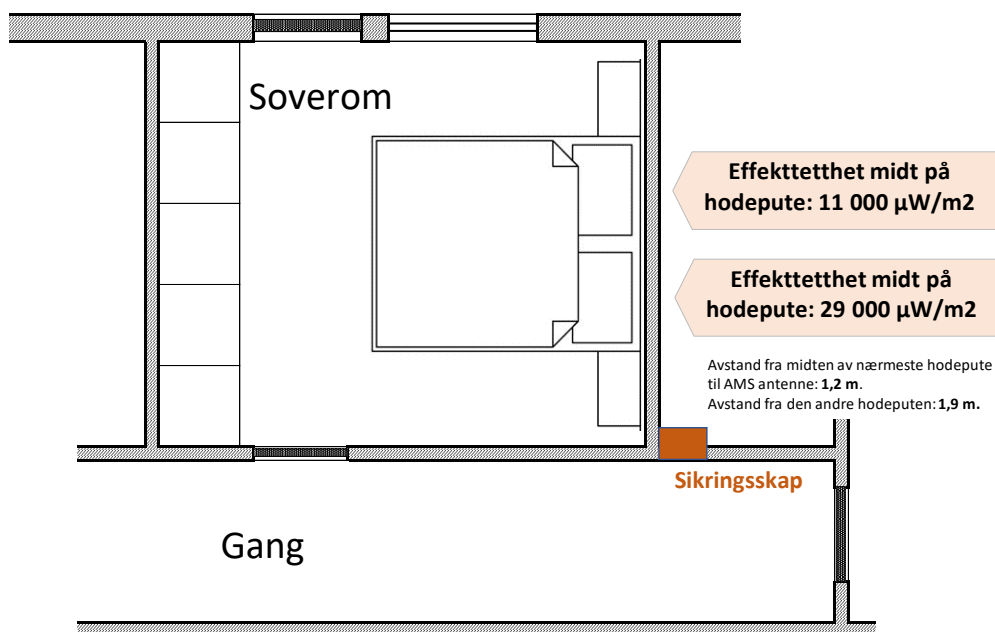 Soverom
Effekttetthet midt på
hodepute: 11 000 µW/m2
Effekttetthet midt på
hodepute: 29 000 µW/m2
Avstand fra midten av nærmeste hodepute
til AMS antenne: 1,2 m.
Avstand fra den andre hodeputen: 1,9 m.
Sikringsskap
Gang